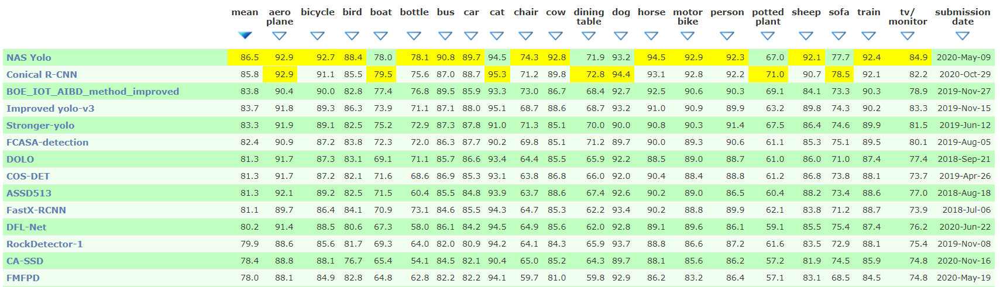 mean aero plane bicycle bird boat bottle bus car cat chair cow dining table dog horse motor bike person potted plant sheep sofa train tv/ monitor submission date
NAS Yolo 86.5 92.9 92.7 88.4 78.0 78.1 90.8 89.7 94.5 74.3 92.8 71.9 93.2 94.5 92.9 92.3 67.0 92.1 77.7 92.4 84.9 2020-May-09
Conical R-CNN 85.8 92.9 91.1 85.5 79.5 75.6 87.0 88.7 95.3 71.2 89.8 72.8 94.4 93.1 92.8 92.2 71.0 90.7 78.5 92.1 82.2 2020-Oct-29
BOE_IOT_AIBD_method_improved 83.8 90.4 90.0 82.8 77.4 76.8 89.5 85.9 93.3 73.0 86.7 68.4 92.7 92.5 90.6 90.3 69.1 84.1 73.3 90.3 78.9 2019-Nov-27
Improved yolo-v3 83.7 91.8 89.3 86.3 73.9 71.1 87.1 88.0 95.1 68.7 88.6 68.7 93.2 91.0 90.9 89.9 63.2 89.8 74.3 90.2 83.3 2019-Nov-15
Stronger-yolo 83.3 91.9 89.1 82.5 75.2 72.9 87.3 87.8 91.0 71.3 85.1 70.0 90.0 90.8 90.3 91.4 67.5 86.4 74.6 89.9 81.5 2019-Jun-12
FCASA-detection 82.4 90.9 87.2 83.8 72.3 72.0 86.3 87.7 90.2 69.8 85.1 71.2 89.7 90.0 89.3 90.6 61.1 85.3 75.1 89.5 80.1 2019-Aug-05
DOLO 81.3 91.7 87.3 83.1 69.1 71.1 85.7 86.6 93.4 64.4 85.5 65.9 92.2 88.5 89.0 88.7 61.0 86.0 71.0 87.4 77.4 2018-Sep-21
COS-DET 81.3 91.7 87.2 82.1 71.6 68.6 86.9 85.3 93.1 63.8 86.8 66.0 92.0 90.4 88.4 88.8 61.2 86.8 73.8 88.1 73.7 2019-Apr-26
ASSD513 81.3 92.1 89.2 82.5 71.5 60.4 85.5 84.8 93.9 63.7 88.6 67.4 92.6 90.2 89.0 86.5 60.4 88.2 73.4 88.6 77.0 2018-Aug-18
FastX-RCNN 81.1 89.7 86.4 84.1 70.9 73.1 84.6 85.5 94.3 64.7 85.3 62.2 93.4 90.2 88.8 89.9 62.1 83.8 71.2 88.7 73.9 2018-Jul-06
DFL-Net 80.2 91.4 88.5 80.6 67.3 58.0 86.1 84.2 94.5 64.9 85.6 62.0 92.8 89.1 89.6 86.1 59.1 85.5 75.4 87.4 76.2 2020-Jun-22
RockDetector-1 79.9 88.6 85.6 81.7 69.3 64.0 82.0 80.9 94.2 64.1 84.3 65.9 93.7 88.8 86.6 87.2 61.6 83.5 72.9 88.1 75.4 2019-Nov-08
CA-SSD 78.4 88.8 88.1 76.7 65.4 54.1 84.5 82.1 90.4 65.0 85.2 64.3 89.7 88.1 85.6 86.2 57.2 81.9 74.5 85.9 74.8 2020-Nov-16
FMFPD 78.0 88.1 84.9 82.8 64.8 62.8 82.2 82.2 94.1 59.7 81.0 59.8 92.9 86.2 83.2 86.4 57.1 83.1 68.5 84.5 74.8 2020-May-19